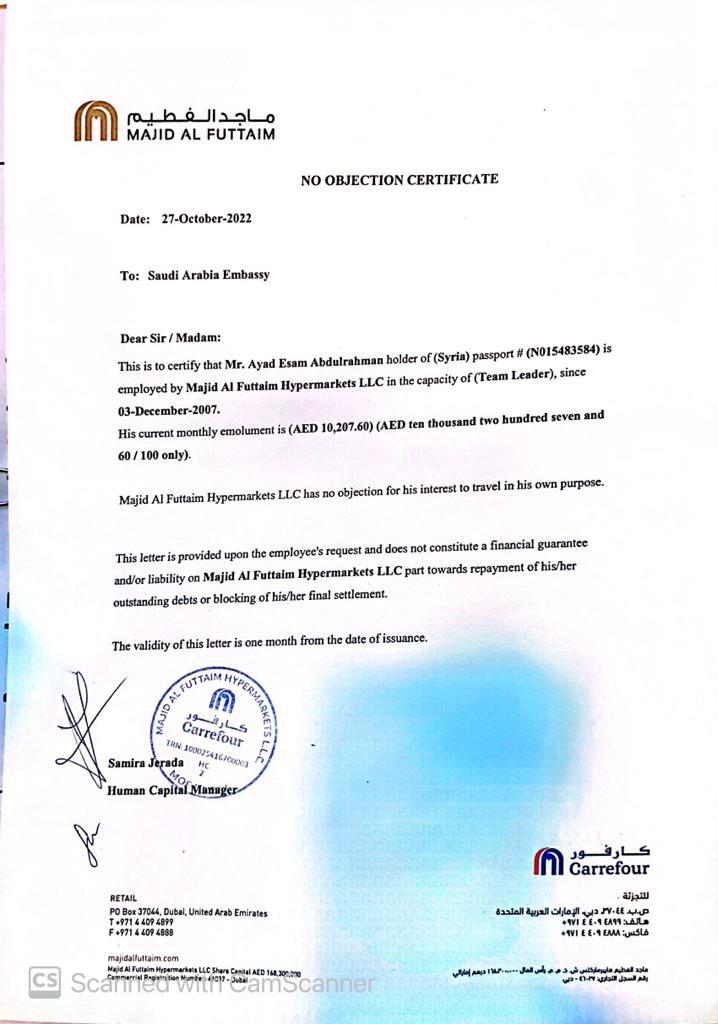 ماجد الفطيم
MAJID AL FUTTAIM
NO OBJECTION CERTIFICATE
Date: 27-October-2022
To: Saudi Arabia Embassy
Dear Sir / Madam:
This is to certify that Mr. Ayad Esam Abdulrahman holder of (Syria) passport # (N015483584) is
employed by Majid Al Futtaim Hypermarkets LLC in the capacity of (Team Leader), since
03-December-2007.
His current monthly emolument is (AED 10,207.60) (AED ten thousand two hundred seven and
60 / 100 only).
Majid Al Futtaim Hypermarkets LLC has no objection for his interest to travel in his own purpose.
This letter is provided upon the employee's request and does not constitute a financial guarantee
and/or liability on Majid Al Futtaim Hypermarkets LLC part towards repayment of his/her
outstanding debts or blocking of his/her final settlement.
The validity of this letter is one month from the date of issuance.
MAJID AL FUTTAIM HYPERMARKETS LLC
كارفور
Carrefour
TRN: 100025416700003
HC
2
Samira Jerada
Human Capital Manager
كارفور
Carrefour
RETAIL
PO Box 37044, Dubai, United Arab Emirates
T +971 4 409 4899
F +971 4 409 4888
للتجزئة
ص.ب. ٣٧٠٤٤، دبي، الإمارات العربية المتحدة
هاتف: ٤٨٩٩ ٤٠٩ ٤ ٩٧١+
فاكس: ٤٨٨٨ ٤٠٩ ٤ ٩٧١+
majidalfuttaim.com
Majid Al Futtaim Hypermarkets LLC Share Capital AED 168,300,000
Commercial Registration Number: 46037 - Dubai
ماجد الفطيم هايبرماركتس ش. ذ. م. م. رأس المال درهم إماراتي
رقم السجل التجاري: ٤٦٠٣٧ - دبي
CS Scanned with CamScanner